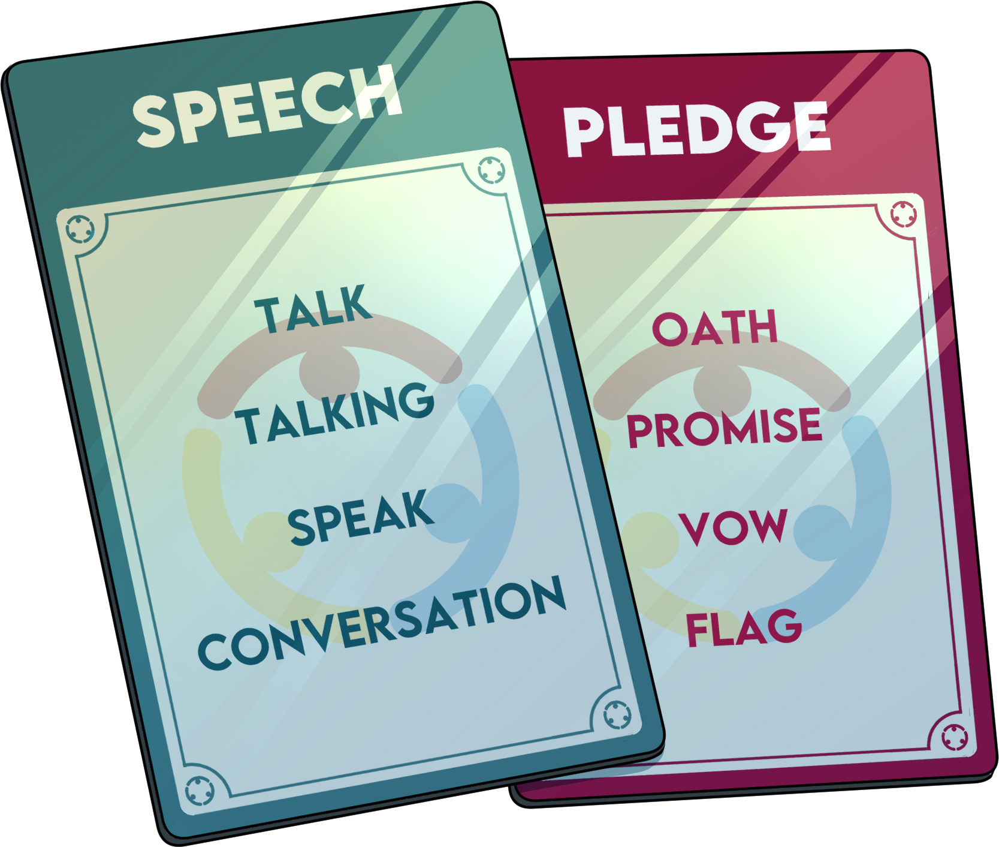 SPEECH
TALK
TALKING
SPEAK
CONVERSATION
PLEDGE
OATH
PROMISE
VOW
FLAG